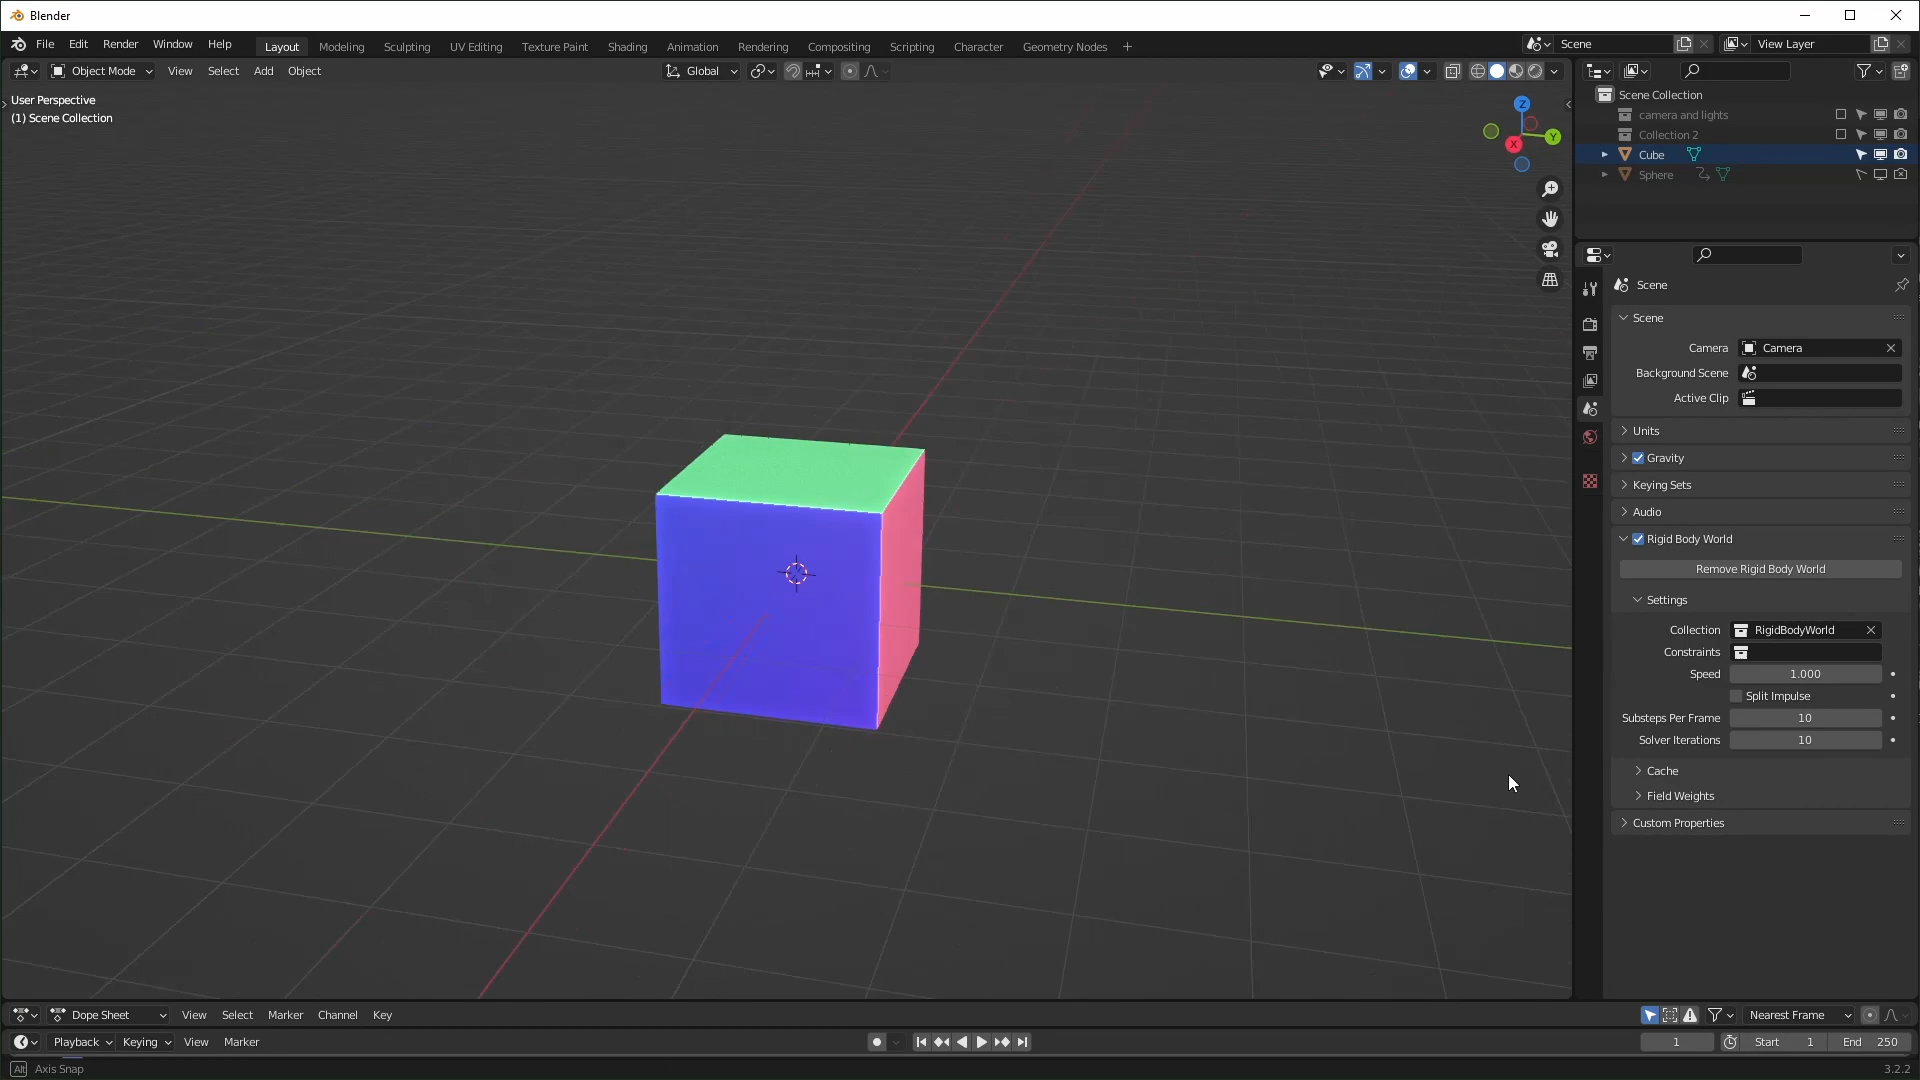 Blender
File Edit Render Window Help Layout Modeling Sculpting UV Editing Texture Paint Shading Animation Rendering Compositing Scripting Character Geometry Nodes + Scene View Layer
Object Mode View Select Add Object Global
User Perspective
(1) Scene Collection
Z
Y
X
Scene Collection
camera and lights
Collection 2
Cube
Sphere
Scene
Scene
Camera Camera
Background Scene
Active Clip
Units
Gravity
Keying Sets
Audio
Rigid Body World
Remove Rigid Body World
Settings
Collection RigidBodyWorld
Constraints
Speed 1.000
Split Impulse
Substeps Per Frame 10
Solver Iterations 10
Cache
Field Weights
Custom Properties
Dope Sheet View Select Marker Channel Key Nearest Frame
Playback Keying View Marker 1 Start 1 End 250
Alt Axis Snap 3.2.2